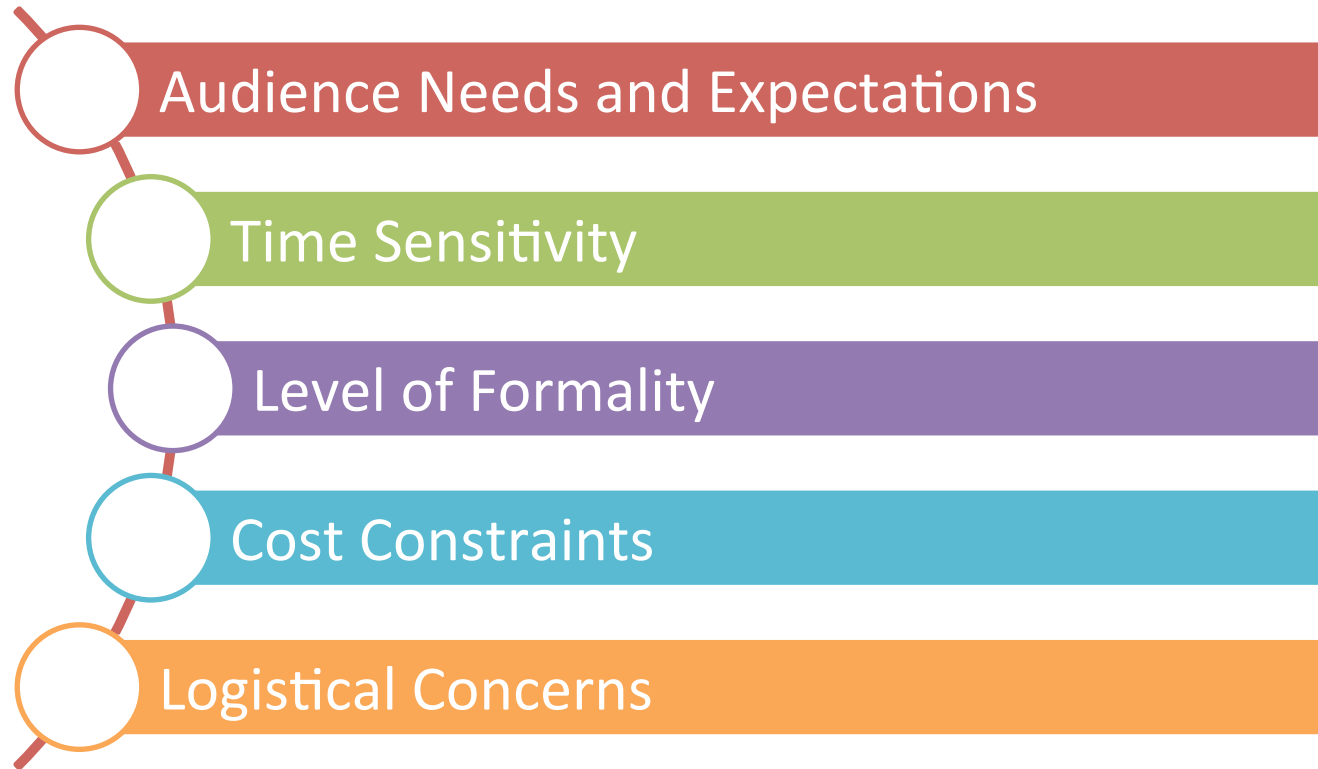 Audience Needs and Expectations
Time Sensitivity
Level of Formality
Cost Constraints
Logistical Concerns